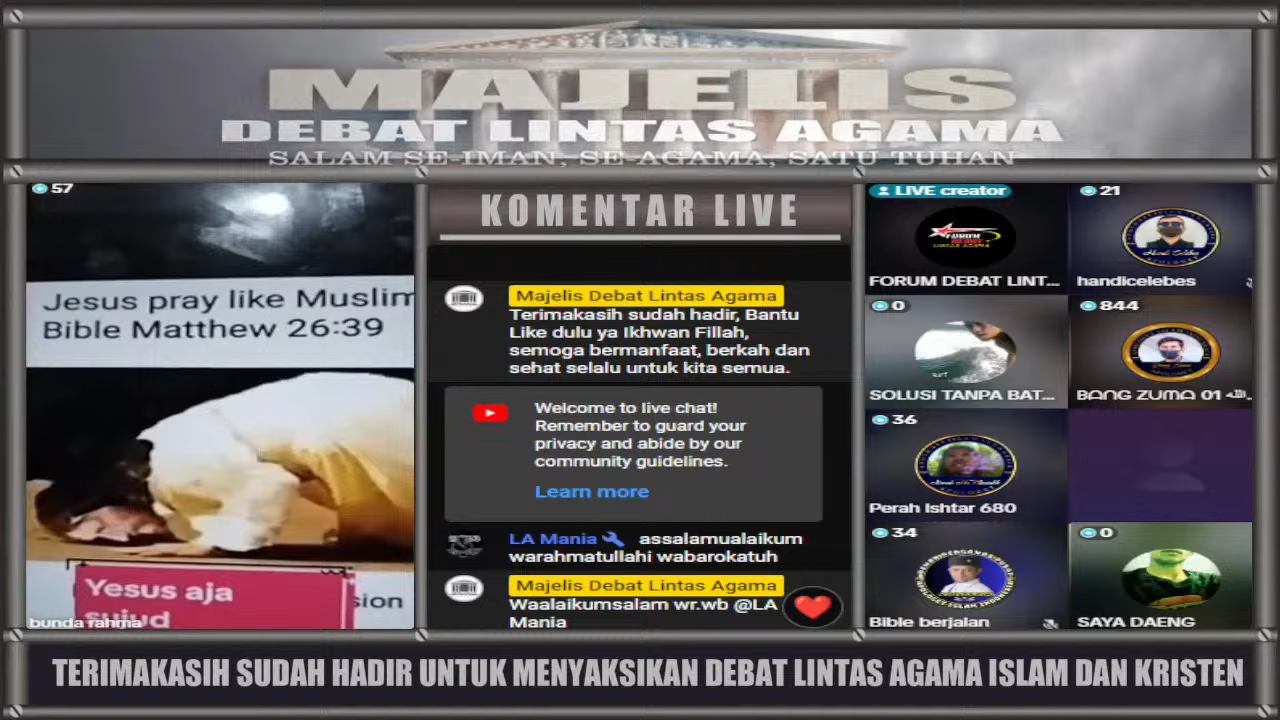 MAJELIS
DEBAT LINTAS AGAMA
SALAM SE-IMAN, SE-AGAMA, SATU TUHAN
57
Jesus pray like Muslim
Bible Matthew 26:39
Yesus aja
sujud
sion
bunda rahma
KOMENTAR LIVE
Majelis Debat Lintas Agama
Terimakasih sudah hadir, Bantu
Like dulu ya Ikhwan Fillah,
semoga bermanfaat, berkah dan
sehat selalu untuk kita semua.
Welcome to live chat!
Remember to guard your
privacy and abide by our
community guidelines.
Learn more
LA Mania assalamualaikum
warahmatullahi wabarokatuh
Majelis Debat Lintas Agama
Waalaikumsalam wr.wb @LA
Mania
LIVE creator
FORUM DEBAT LINT...
21
handicelebes
0
SOLUSI TANPA BAT...
844
BANG ZUMA 01
36
Perah Ishtar 680
34
Bible berjalan
0
SAYA DAENG
TERIMAKASIH SUDAH HADIR UNTUK MENYAKSIKAN DEBAT LINTAS AGAMA ISLAM DAN KRISTEN